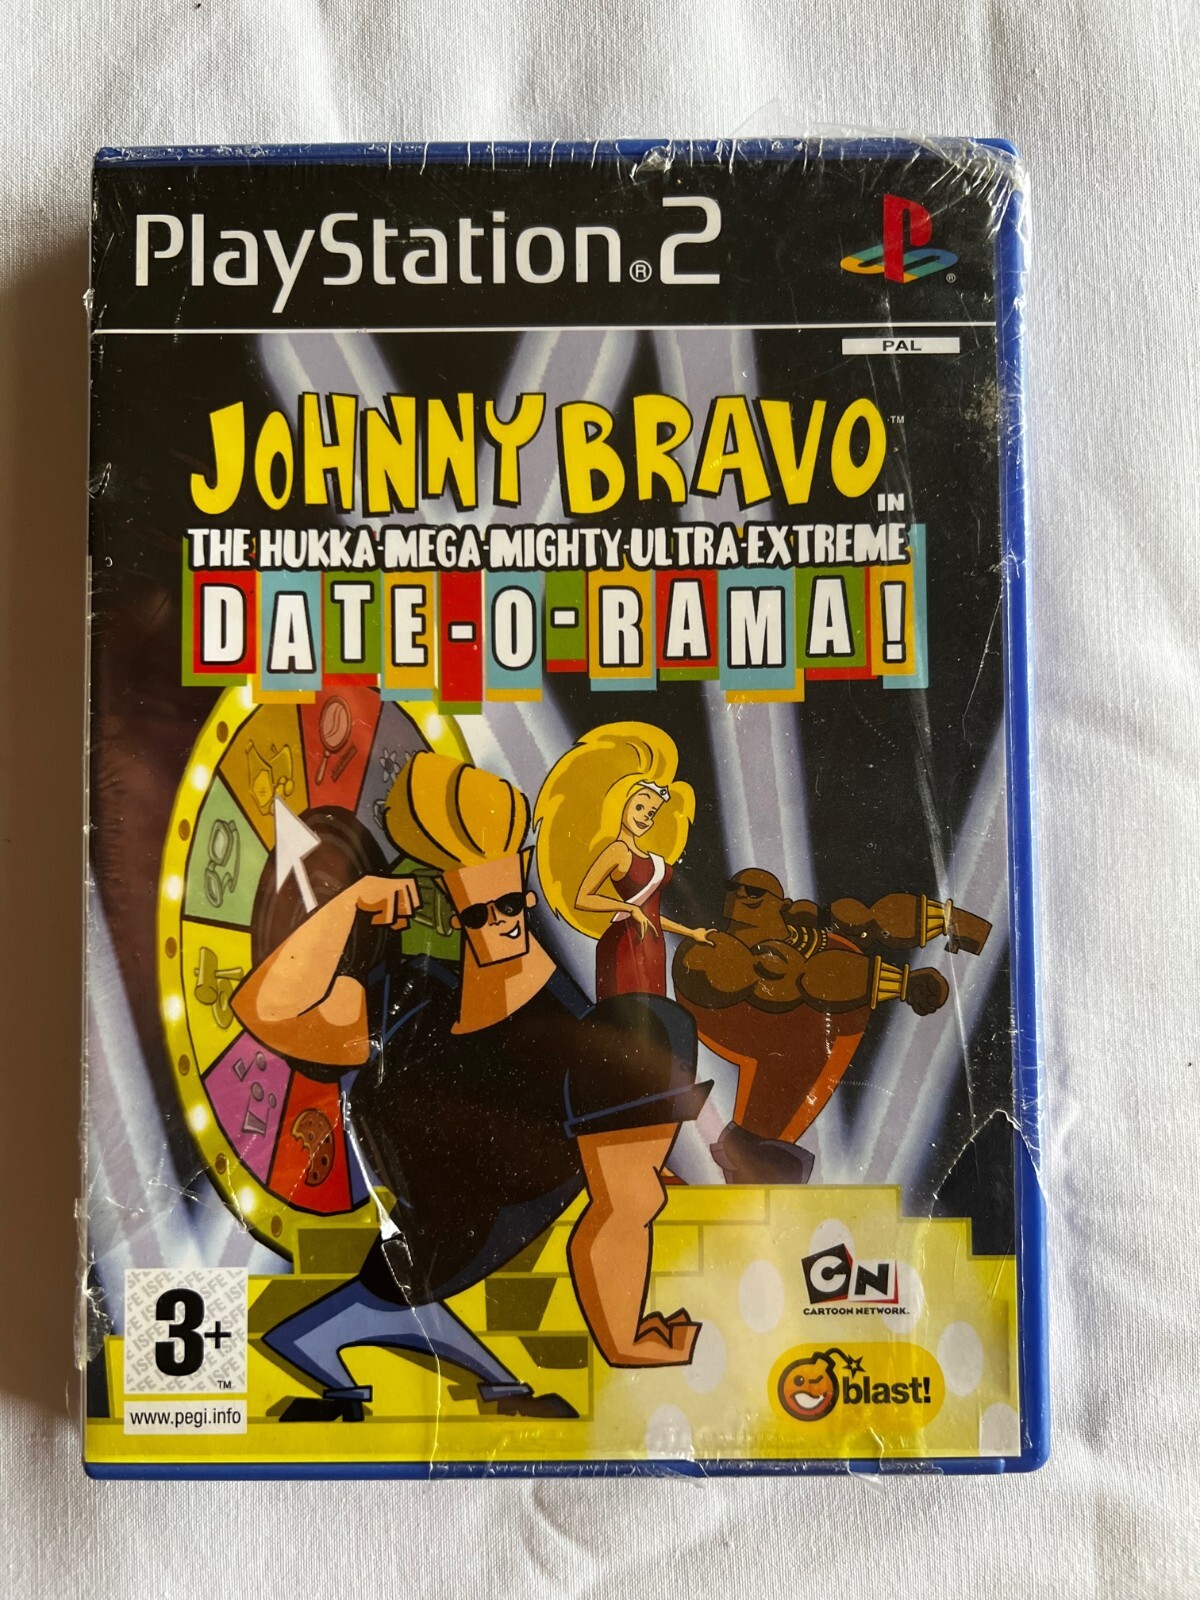 PlayStation®2
®
PAL
JOHNNY BRAVO™
IN
THE HUKKA-MEGA-MIGHTY-ULTRA-EXTREME
DATE-O-RAMA!
CN
CARTOON NETWORK.
3+
TM
www.pegi.info
blast!